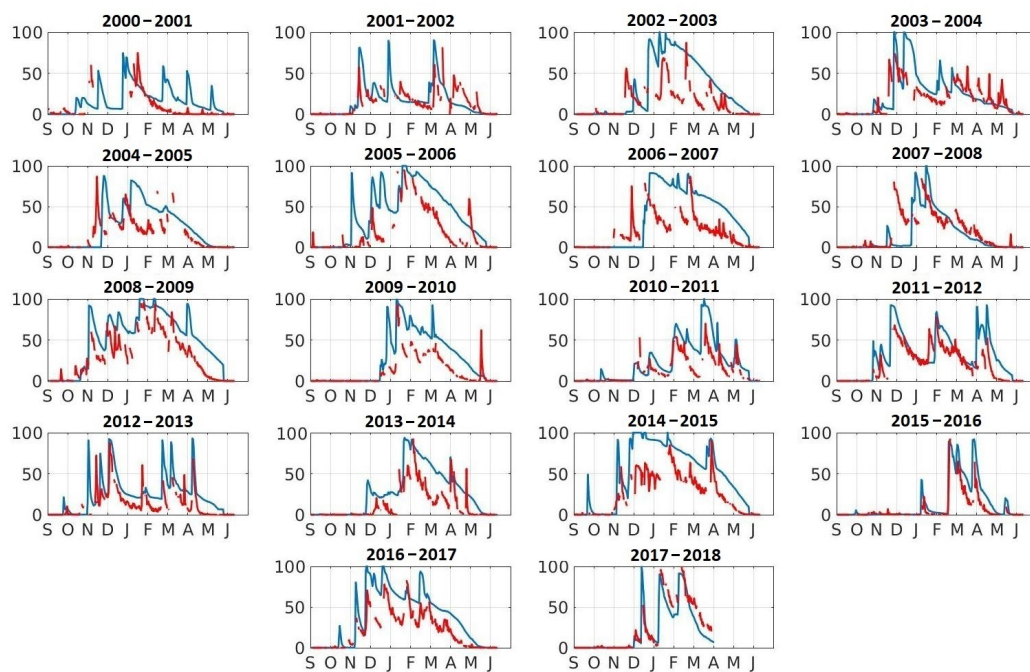 2000–2001 2001–2002 2002–2003 2003–2004
100 100 100 100
50 50 50 50
0 0 0 0
S O N D J F M A M J S O N D J F M A M J S O N D J F M A M J S O N D J F M A M J
2004–2005 2005–2006 2006–2007 2007–2008
100 100 100 100
50 50 50 50
0 0 0 0
S O N D J F M A M J S O N D J F M A M J S O N D J F M A M J S O N D J F M A M J
2008–2009 2009–2010 2010–2011 2011–2012
100 100 100 100
50 50 50 50
0 0 0 0
S O N D J F M A M J S O N D J F M A M J S O N D J F M A M J S O N D J F M A M J
2012–2013 2013–2014 2014–2015 2015–2016
100 100 100 100
50 50 50 50
0 0 0 0
S O N D J F M A M J S O N D J F M A M J S O N D J F M A M J S O N D J F M A M J
2016–2017 2017–2018
100 100
50 50
0 0
S O N D J F M A M J S O N D J F M A M J